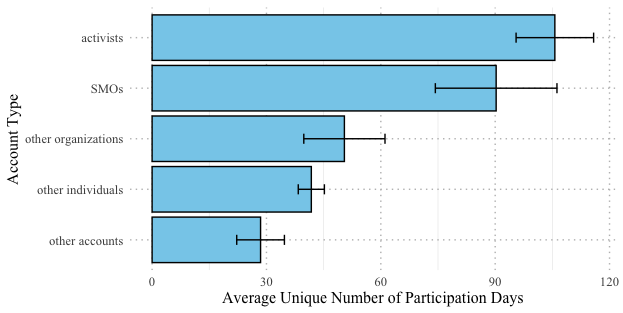 Account Type
activists
SMOs
other organizations
other individuals
other accounts
0 30 60 90 120
Average Unique Number of Participation Days